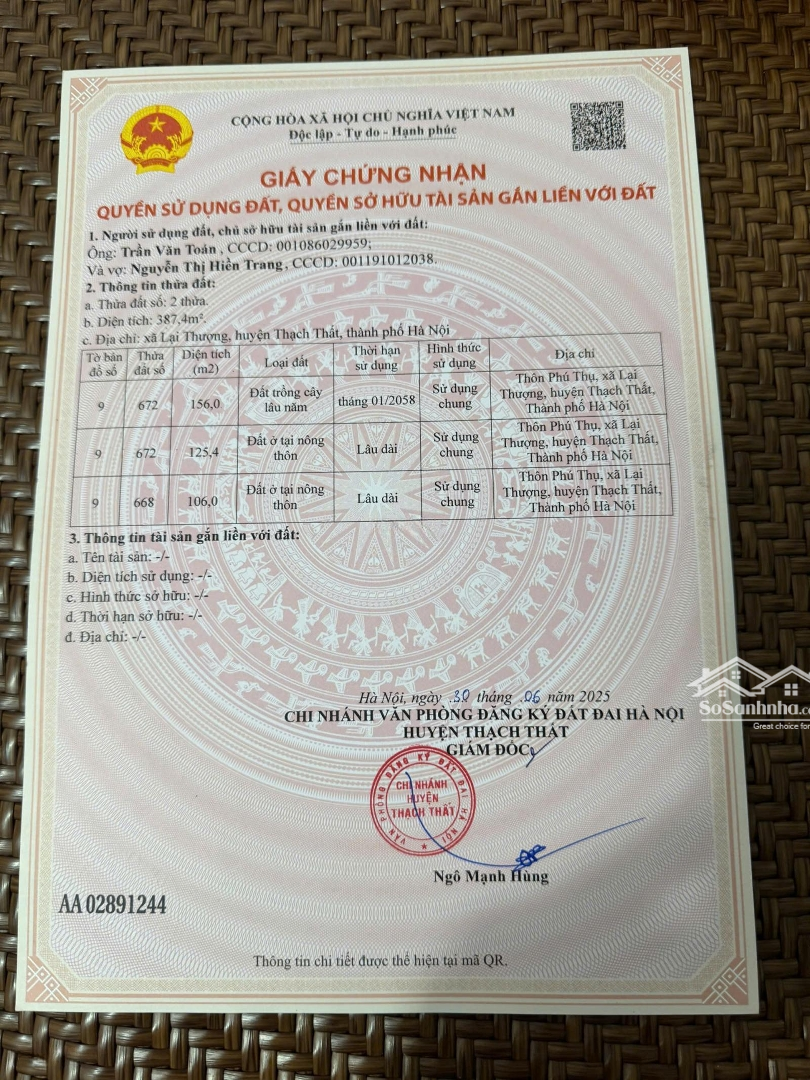 CỘNG HÒA XÃ HỘI CHỦ NGHĨA VIỆT NAM
Độc lập - Tự do - Hạnh phúc
GIẤY CHỨNG NHẬN
QUYỀN SỬ DỤNG ĐẤT, QUYỀN SỞ HỮU TÀI SẢN GẮN LIỀN VỚI ĐẤT
1. Người sử dụng đất, chủ sở hữu tài sản gắn liền với đất:
Ông: Trần Văn Toản, CCCD: 001086029959;
Và vợ: Nguyễn Thị Hiền Trang, CCCD: 001191012038.
2. Thông tin thửa đất:
a. Thửa đất số: 2 thửa.
b. Diện tích: 387,4m².
c. Địa chỉ: xã Lại Thượng, huyện Thạch Thất, thành phố Hà Nội
Tờ bản đồ số | Thửa đất số | Diện tích (m2) | Loại đất | Thời hạn sử dụng | Hình thức sử dụng | Địa chỉ
9 | 672 | 156,0 | Đất trồng cây lâu năm | tháng 01/2058 | Sử dụng chung | Thôn Phú Thụ, xã Lại Thượng, huyện Thạch Thất, Thành phố Hà Nội
9 | 672 | 125,4 | Đất ở tại nông thôn | Lâu dài | Sử dụng chung | Thôn Phú Thụ, xã Lại Thượng, huyện Thạch Thất, Thành phố Hà Nội
9 | 668 | 106,0 | Đất ở tại nông thôn | Lâu dài | Sử dụng chung | Thôn Phú Thụ, xã Lại Thượng, huyện Thạch Thất, Thành phố Hà Nội
3. Thông tin tài sản gắn liền với đất:
a. Tên tài sản: -/-
b. Diện tích sử dụng: -/-
c. Hình thức sở hữu: -/-
d. Thời hạn sở hữu: -/-
đ. Địa chỉ: -/-
Hà Nội, ngày 30 tháng 06 năm 2025
CHI NHÁNH VĂN PHÒNG ĐĂNG KÝ ĐẤT ĐAI HÀ NỘI
HUYỆN THẠCH THẤT
GIÁM ĐỐC
VĂN PHÒNG ĐĂNG KÝ ĐẤT ĐAI HÀ NỘI
CHI NHÁNH
HUYỆN
THẠCH THẤT
Ngô Mạnh Hùng
AA 02891244
Thông tin chi tiết được thể hiện tại mã QR.
SoSanhnha.c
Great choice for